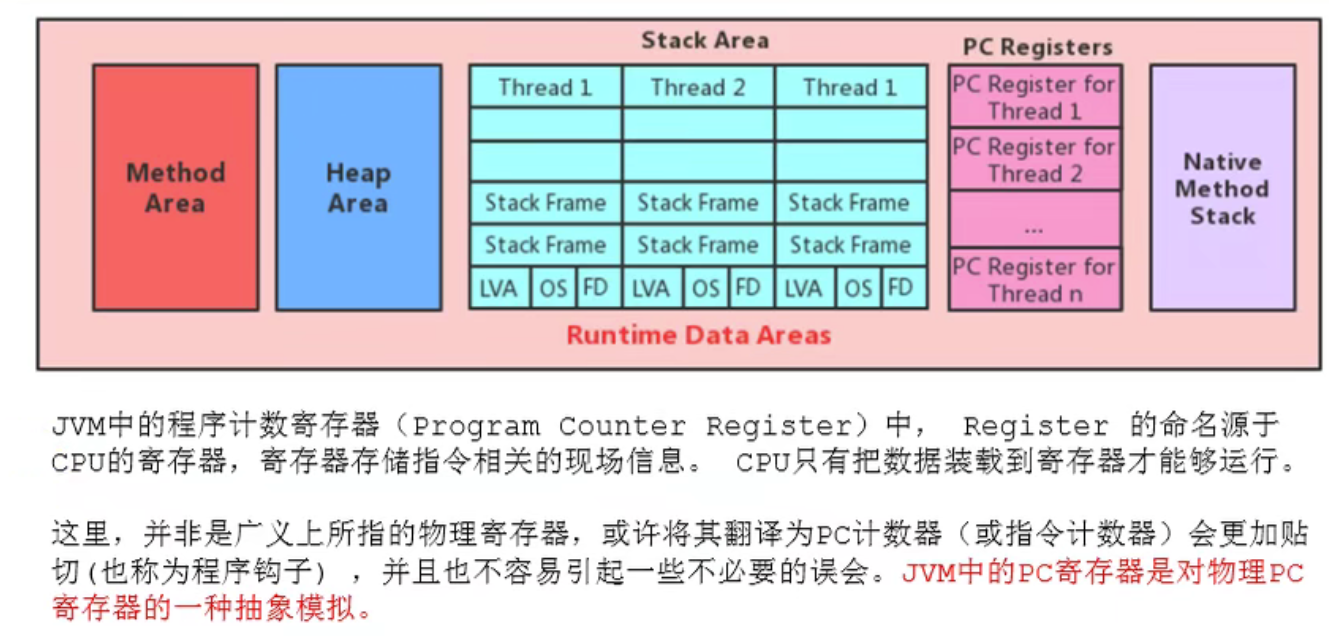 Stack Area
PC Registers
Method
Area
Heap
Area
Thread 1
Thread 2
Thread 1
Stack Frame
Stack Frame
Stack Frame
Stack Frame
Stack Frame
Stack Frame
LVA
OS
FD
LVA
OS
FD
LVA
OS
FD
PC Register for
Thread 1
PC Register for
Thread 2
...
PC Register for
Thread n
Native
Method
Stack
Runtime Data Areas
JVM中的程序计数寄存器（Program Counter Register）中， Register 的命名源于
CPU的寄存器，寄存器存储指令相关的现场信息。 CPU只有把数据装载到寄存器才能够运行。
这里，并非是广义上所指的物理寄存器，或许将其翻译为PC计数器（或指令计数器）会更加贴
切(也称为程序钩子），并且也不容易引起一些不必要的误会。JVM中的PC寄存器是对物理PC
寄存器的一种抽象模拟。